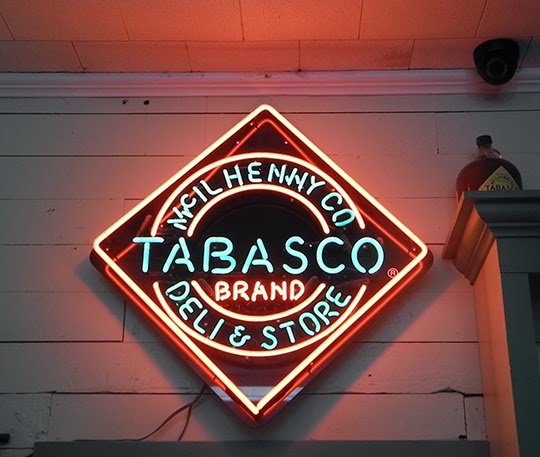 McILHENNY CO
TABASCO®
BRAND
DELI & STORE